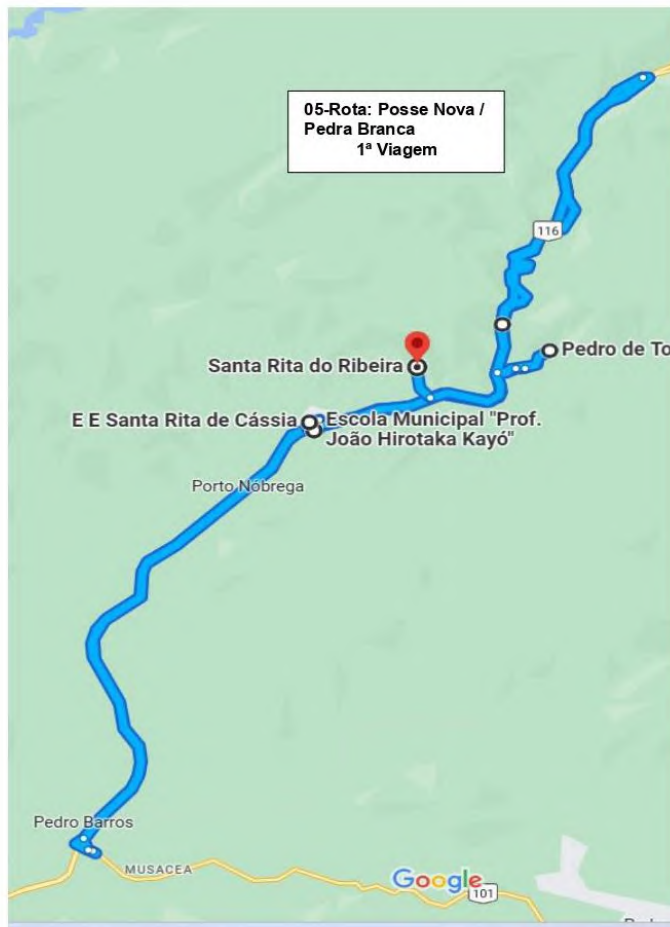 05-Rota: Posse Nova /
Pedra Branca
1ª Viagem
116
Pedro de To
Santa Rita do Ribeira
E E Santa Rita de Cássia
Escola Municipal "Prof.
João Hirotaka Kayó"
Porto Nóbrega
Pedro Barros
MUSACEA
Google
101